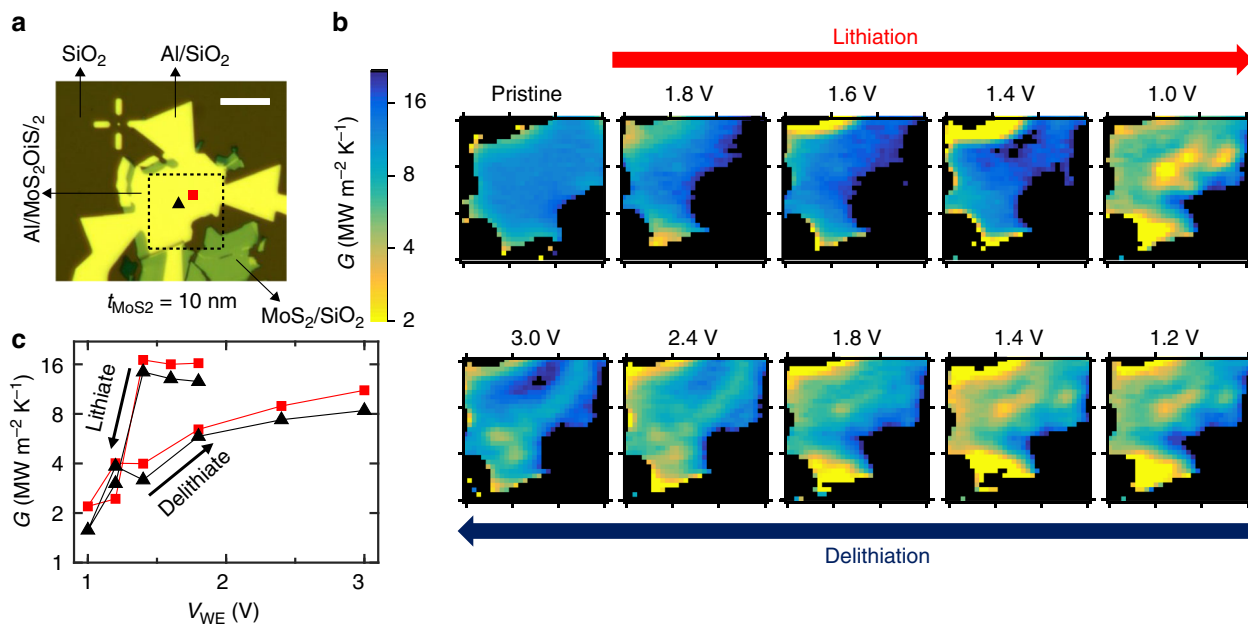 a
SiO₂
Al/SiO₂
Al/MoS₂OiS/₂
t_MoS2 = 10 nm
MoS₂/SiO₂
b
Lithiation
G (MW m⁻² K⁻¹)
16
8
4
2
Pristine 1.8 V 1.6 V 1.4 V 1.0 V
3.0 V 2.4 V 1.8 V 1.4 V 1.2 V
Delithiation
c
G (MW m⁻² K⁻¹)
16
8
4
2
1
Lithiate
Delithiate
1 2 3
V_WE (V)